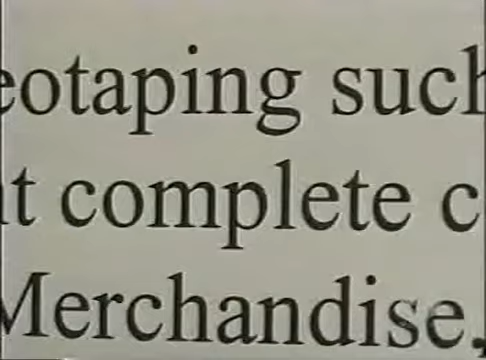 eotaping such
t complete c
Merchandise.